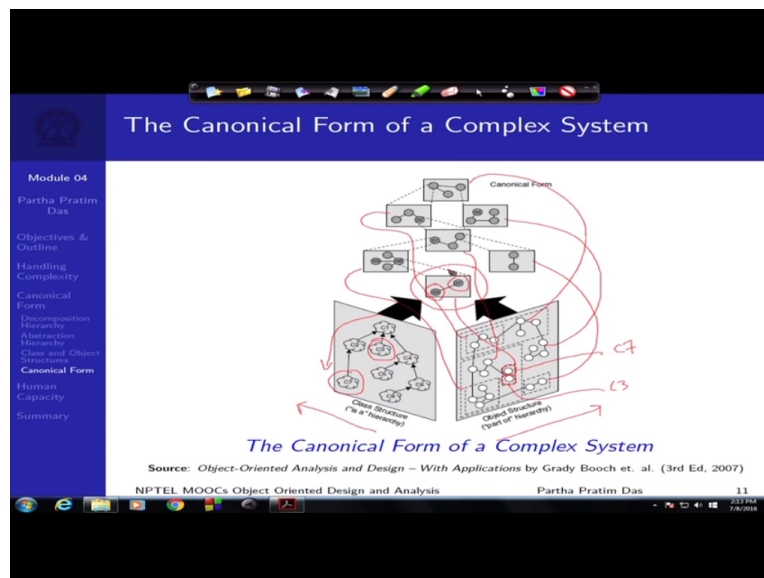 The Canonical Form of a Complex System
Module 04
Partha Pratim
Das
Objectives &
Outline
Handling
Complexity
Canonical
Form
Decomposition
Hierarchy
Abstraction
Hierarchy
Class and Object
Structures
Canonical Form
Human
Capacity
Summary
Canonical Form
C7
C3
Class Structure
("is a" hierarchy)
Object Structure
("part of" hierarchy)
The Canonical Form of a Complex System
Source: Object-Oriented Analysis and Design – With Applications by Grady Booch et. al. (3rd Ed, 2007)
NPTEL MOOCs Object Oriented Design and Analysis
Partha Pratim Das
11
2:13 PM
7/8/2016